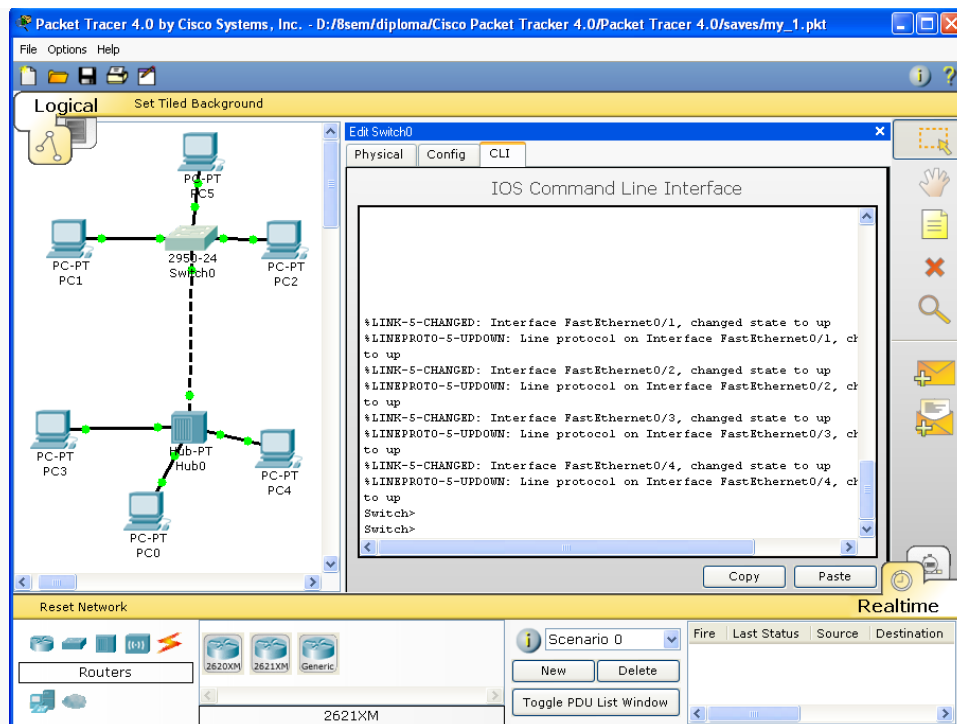 Packet Tracer 4.0 by Cisco Systems, Inc. - D:/8sem/diploma/Cisco Packet Tracker 4.0/Packet Tracer 4.0/saves/my_1.pkt
File Options Help
Logical
Set Tiled Background
PC-PT
PC5
PC-PT
PC1
2950-24
Switch0
PC-PT
PC2
PC-PT
PC3
Hub-PT
Hub0
PC-PT
PC4
PC-PT
PC0
Edit Switch0
Physical Config CLI
IOS Command Line Interface
%LINK-5-CHANGED: Interface FastEthernet0/1, changed state to up
%LINEPROTO-5-UPDOWN: Line protocol on Interface FastEthernet0/1, ch
to up
%LINK-5-CHANGED: Interface FastEthernet0/2, changed state to up
%LINEPROTO-5-UPDOWN: Line protocol on Interface FastEthernet0/2, ch
to up
%LINK-5-CHANGED: Interface FastEthernet0/3, changed state to up
%LINEPROTO-5-UPDOWN: Line protocol on Interface FastEthernet0/3, ch
to up
%LINK-5-CHANGED: Interface FastEthernet0/4, changed state to up
%LINEPROTO-5-UPDOWN: Line protocol on Interface FastEthernet0/4, ch
to up
Switch>
Switch>
Copy Paste
Reset Network
Realtime
Routers
2620XM 2621XM Generic
2621XM
Scenario 0
New Delete
Toggle PDU List Window
Fire Last Status Source Destination